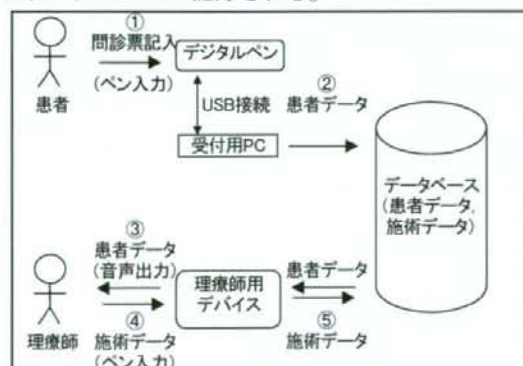 ①
問診票記入
(ペン入力)
患者
デジタルペン
USB接続
受付用PC
②
患者データ
データベース
(患者データ,
施術データ)
③
患者データ
(音声出力)
④
施術データ
(ペン入力)
理療師
理療師用
デバイス
患者データ
⑤
施術データ